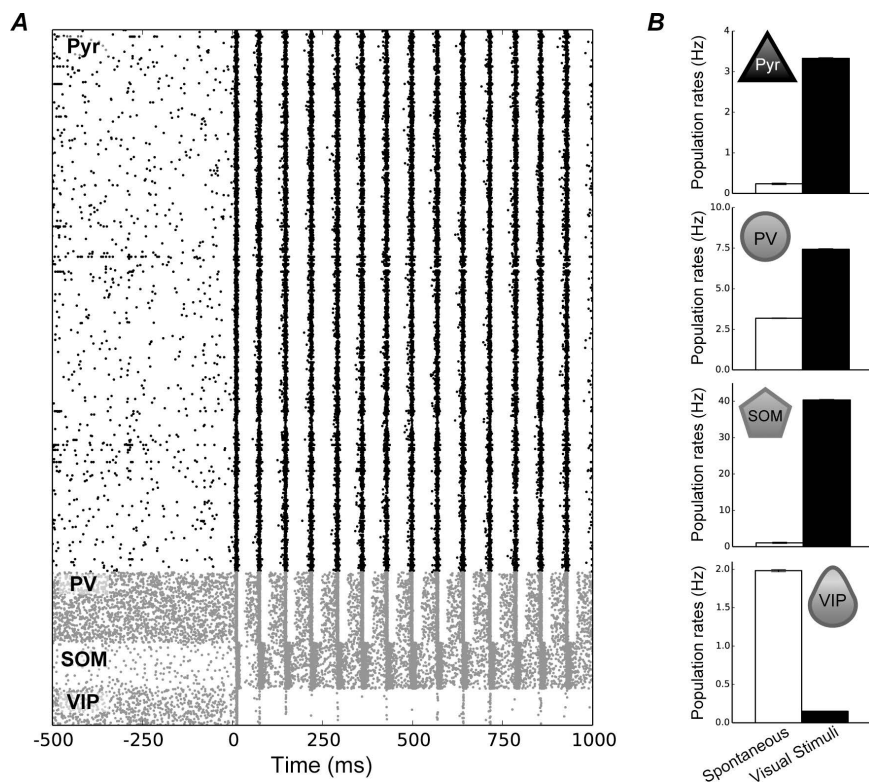 A
Pyr
PV
SOM
VIP
-500
-250
0
250
500
750
1000
Time (ms)
B
Population rates (Hz)
4
3
2
1
0
Pyr
Population rates (Hz)
10.0
7.5
5.0
2.5
0.0
PV
Population rates (Hz)
40
30
20
10
0
SOM
Population rates (Hz)
2.0
1.5
1.0
0.5
0.0
VIP
Spontaneous
Visual Stimuli